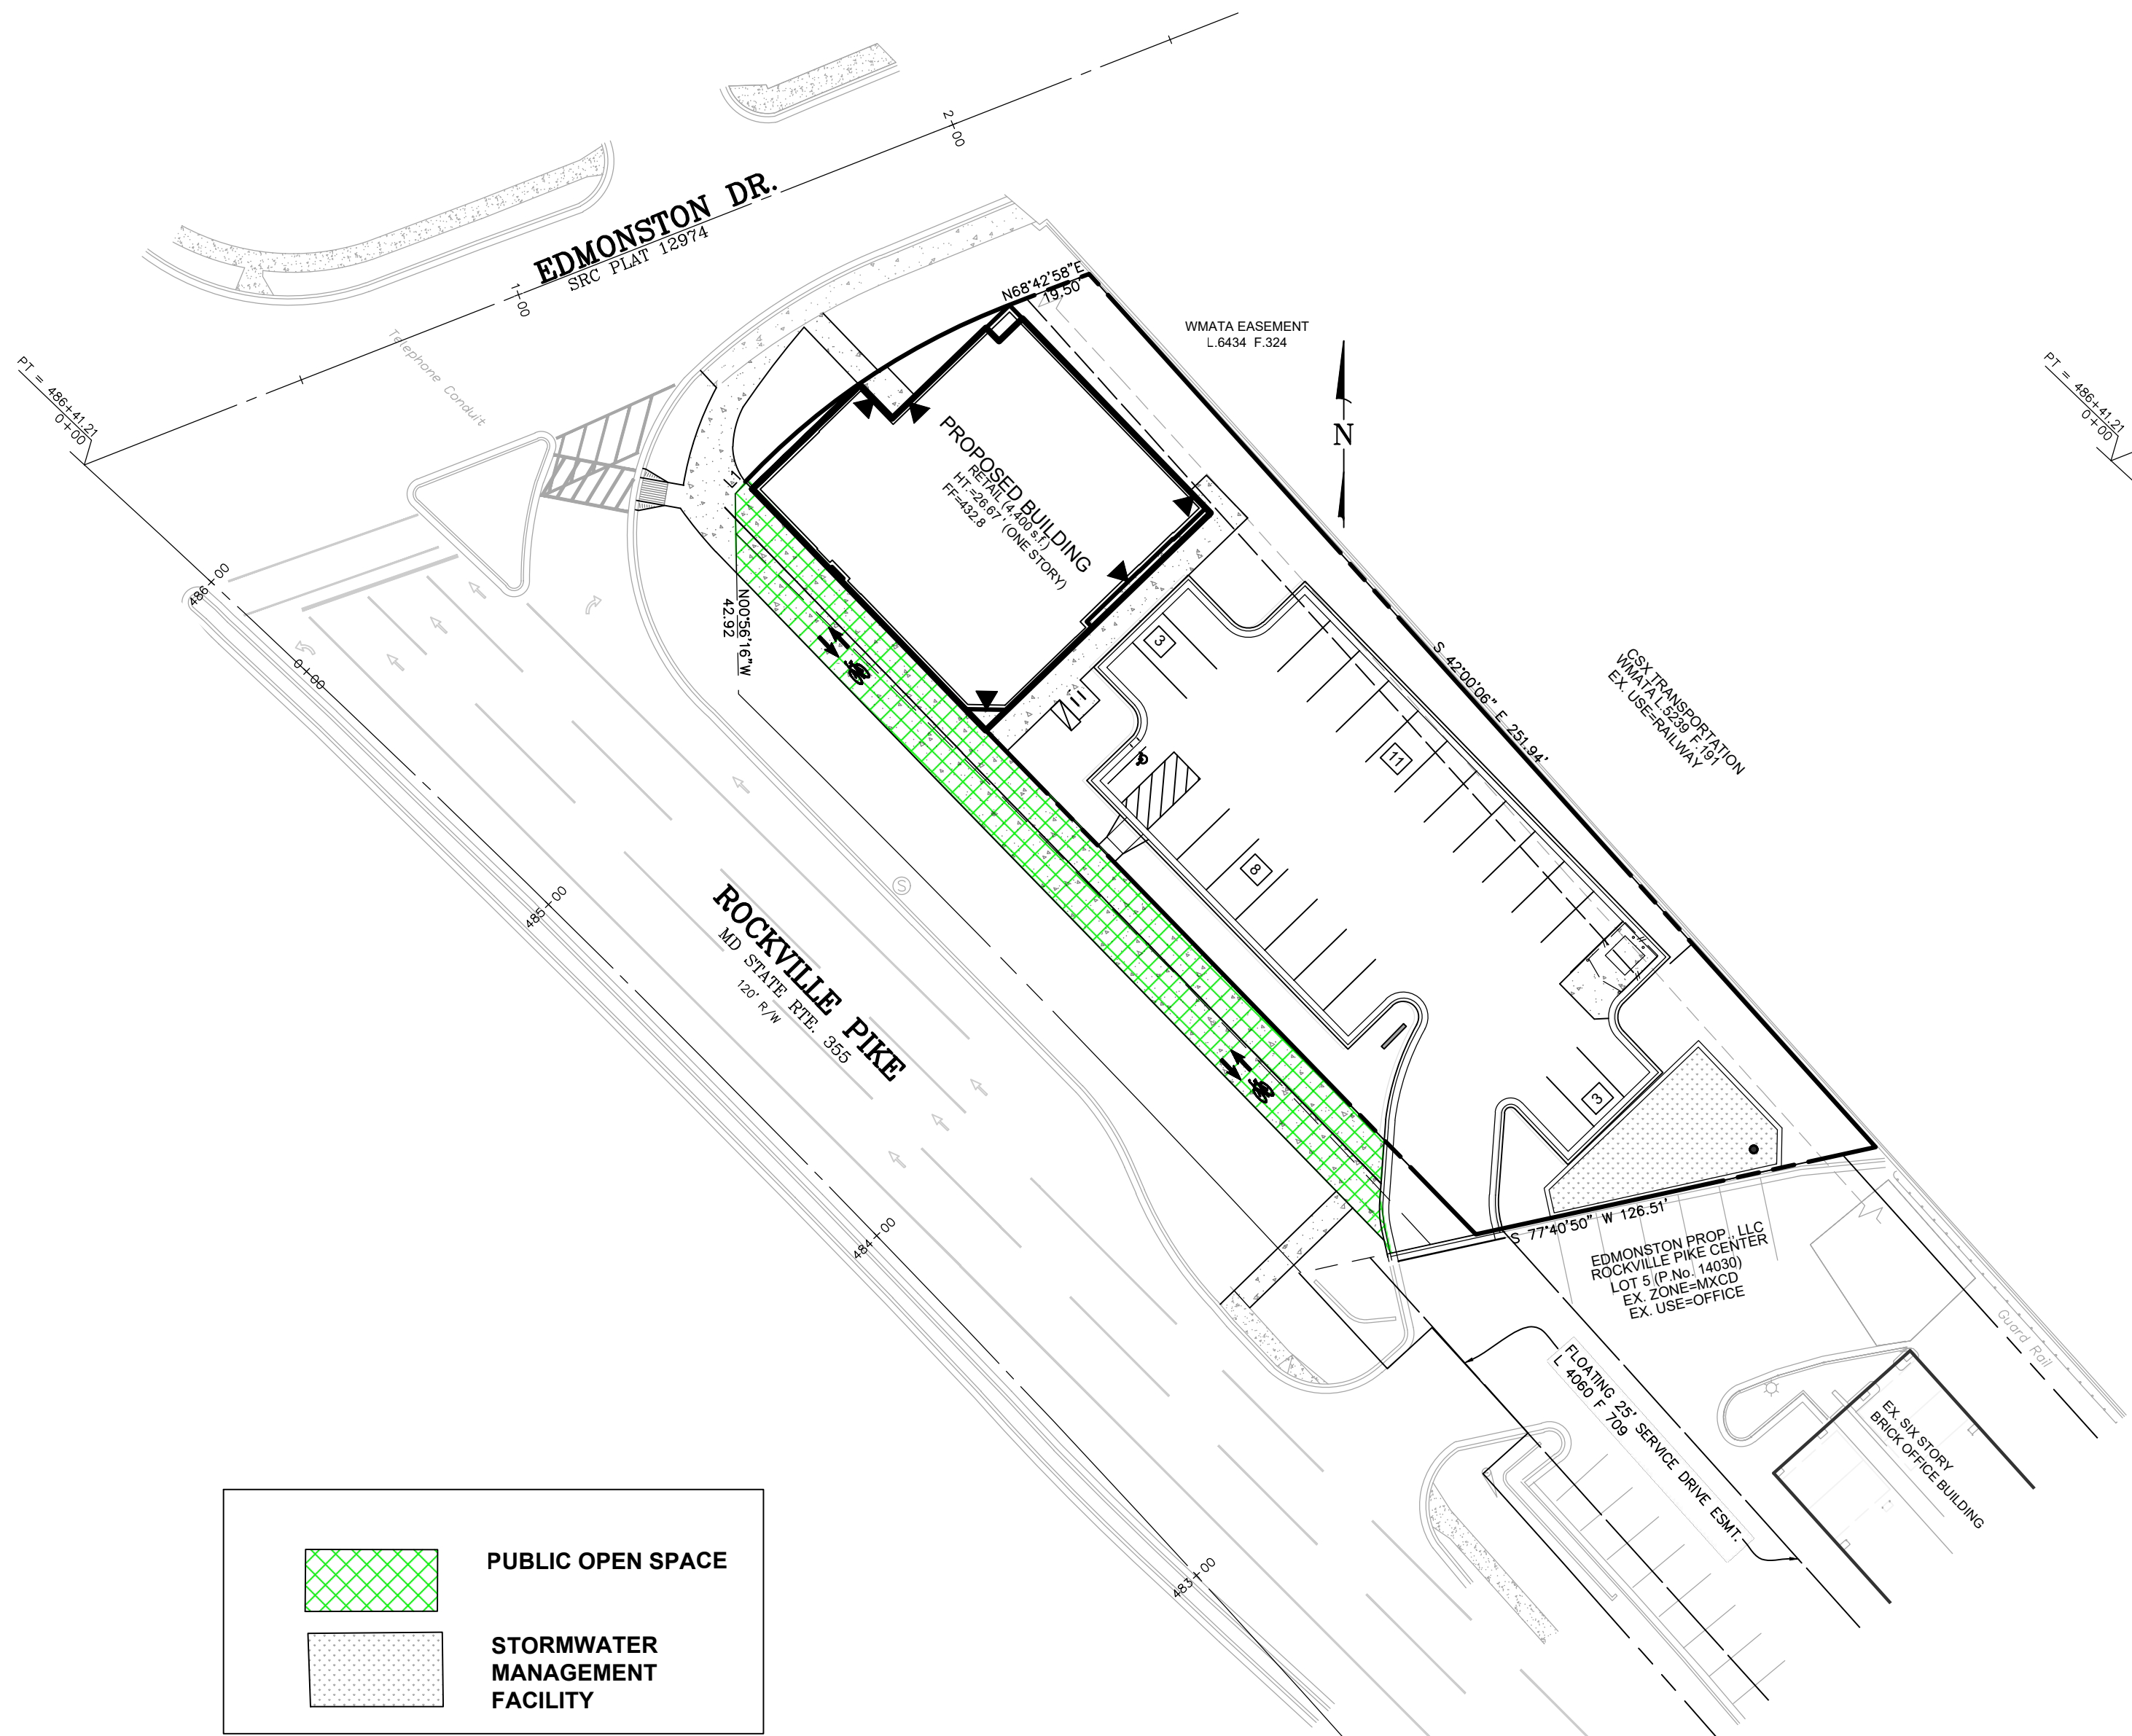 2+00
EDMONSTON DR.
SRC PLAT 12974
1+00
N68°42'58"E
19.50'
WMATA EASEMENT
L.6434 F.324
N
Telephone Conduit
PT = 486+41.21
0+00
PT = 486+41.21
0+00
PROPOSED BUILDING
RETAIL (4,400 s.f.)
HT.=26.67' (ONE STORY)
FF=432.8
486+00
0+00
N00°56'16"W
42.92
3
11
8
3
S 42°00'06" E 251.94'
CSX TRANSPORTATION
WMATA L.5239 F.191
EX. USE=RAILWAY
S
485+00
ROCKVILLE PIKE
MD STATE RTE. 355
120' R/W
484+00
S 77°40'50" W 126.51'
EDMONSTON PROP., LLC
ROCKVILLE PIKE CENTER
LOT 5 (P.No. 14030)
EX. ZONE=MXCD
EX. USE=OFFICE
Guard Rail
FLOATING 25' SERVICE DRIVE ESMT.
L 4060 F 709
EX. SIX STORY
BRICK OFFICE BUILDING
483+00
PUBLIC OPEN SPACE
STORMWATER
MANAGEMENT
FACILITY